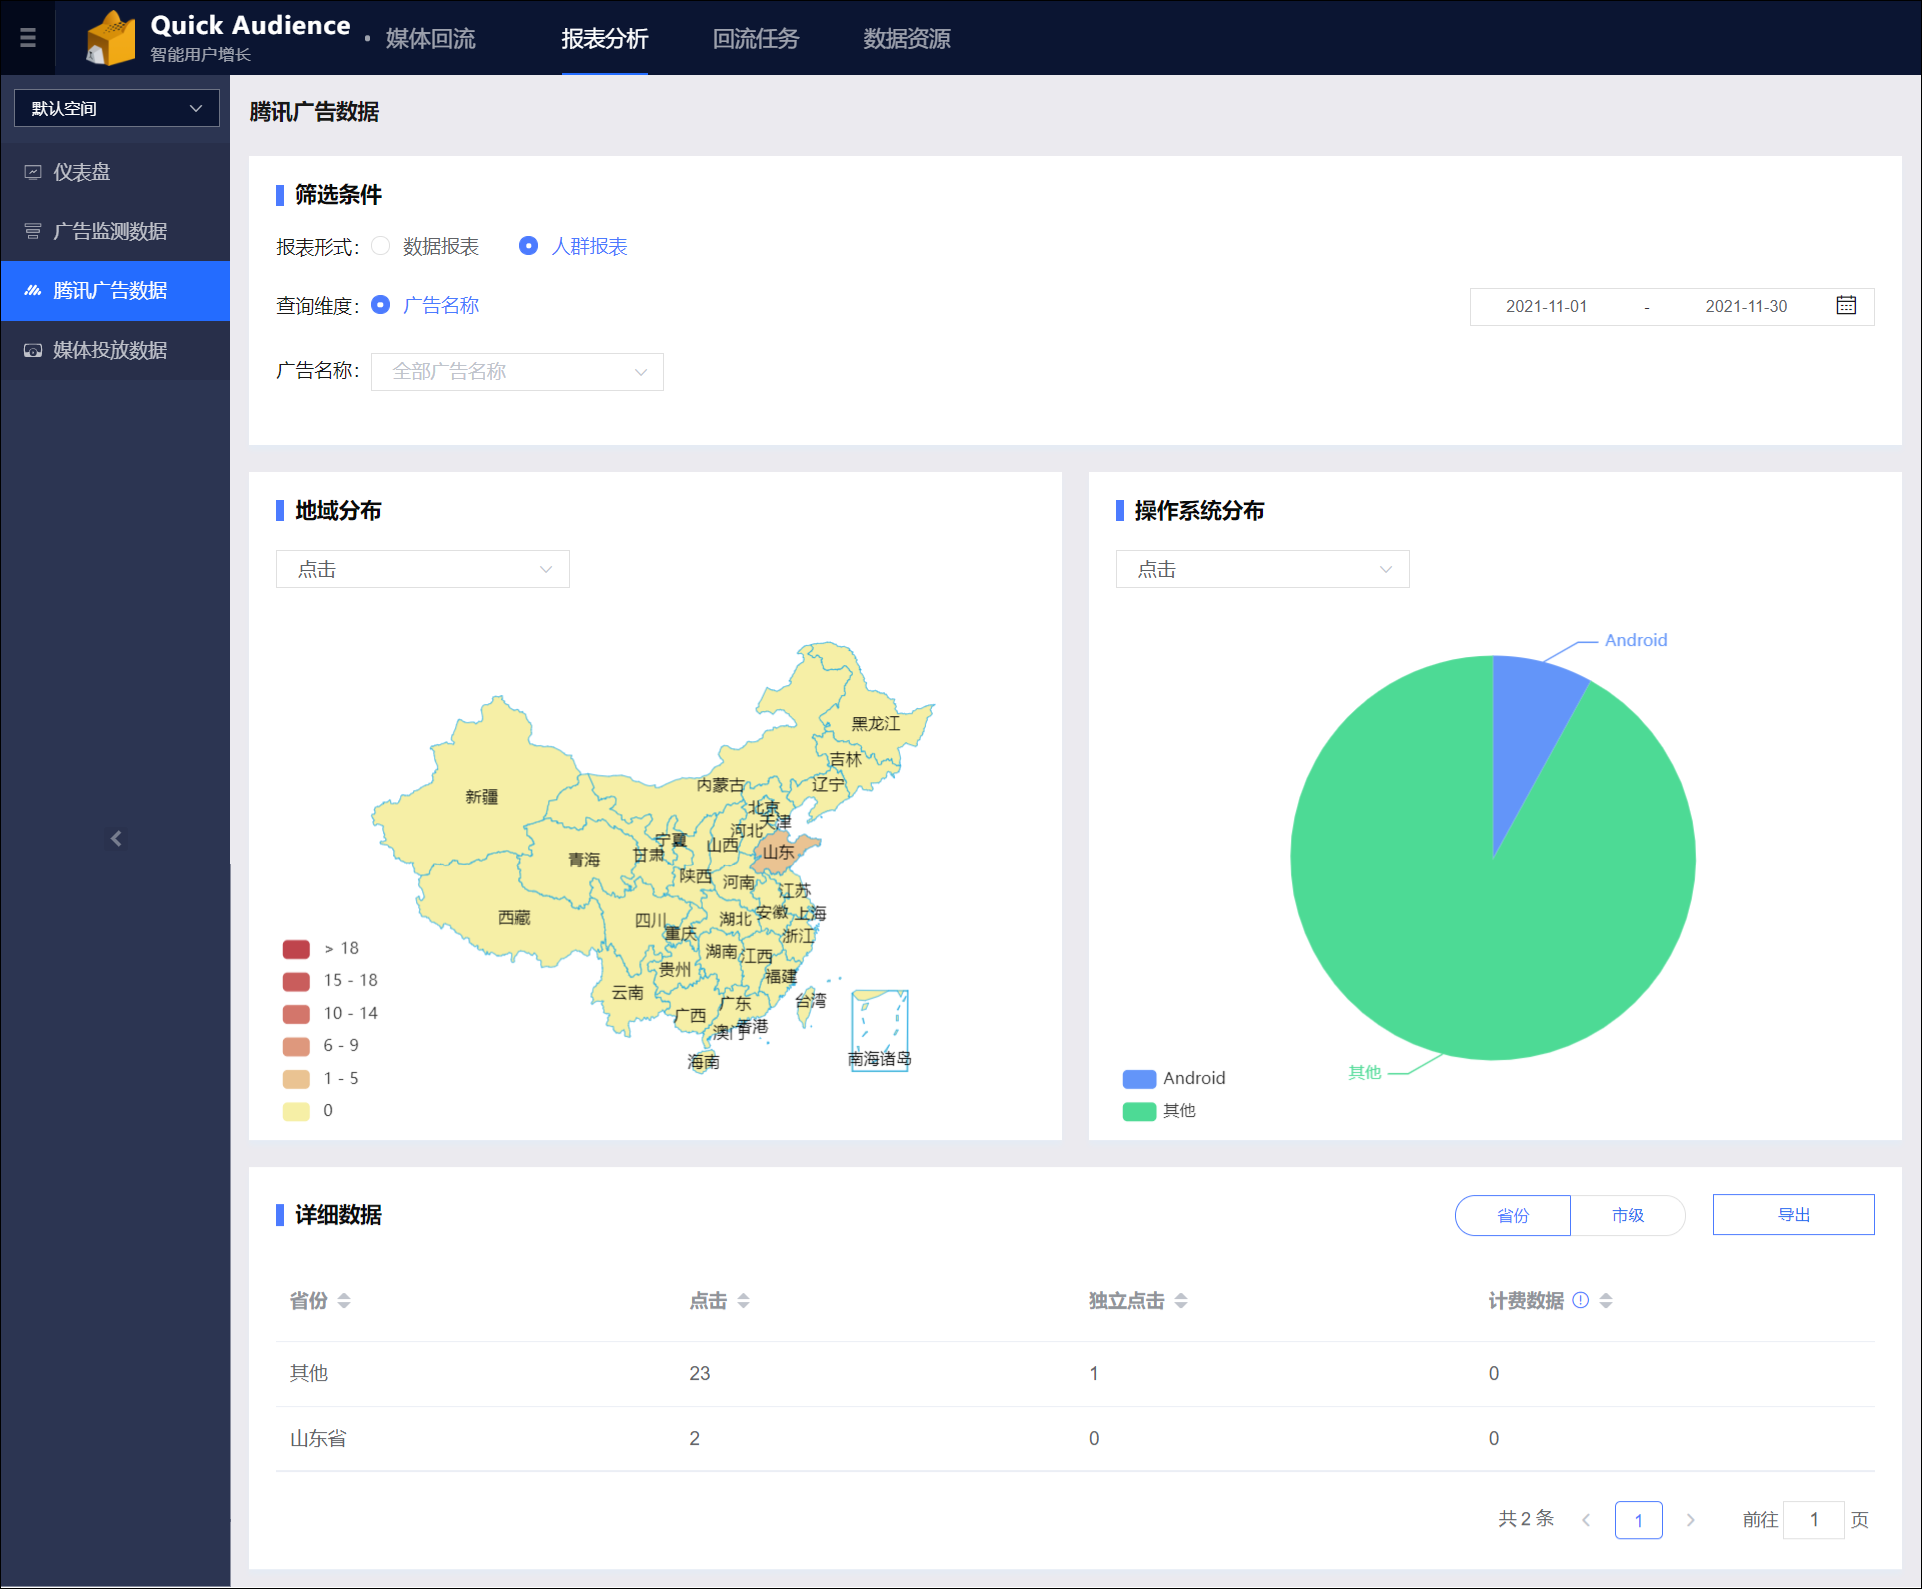 Quick Audience
智能用户增长
· 媒体回流
报表分析
回流任务
数据资源
默认空间
仪表盘
广告监测数据
腾讯广告数据
媒体投放数据
腾讯广告数据
筛选条件
报表形式: 数据报表 人群报表
查询维度: 广告名称
2021-11-01 - 2021-11-30
广告名称: 全部广告名称
地域分布
点击
黑龙江
吉林
辽宁
内蒙古
新疆
北京
天津
河北
宁夏
山西
甘肃
山东
青海
陕西
河南
江苏
西藏
四川
湖北
安徽
上海
重庆
浙江
湖南
江西
贵州
福建
云南
台湾
广东
广西
香港
澳门
海南
南海诸岛
> 18
15 - 18
10 - 14
6 - 9
1 - 5
0
操作系统分布
点击
Android
其他
Android
其他
详细数据
省份 市级 导出
省份 点击 独立点击 计费数据
其他 23 1 0
山东省 2 0 0
共 2 条 1 前往 1 页